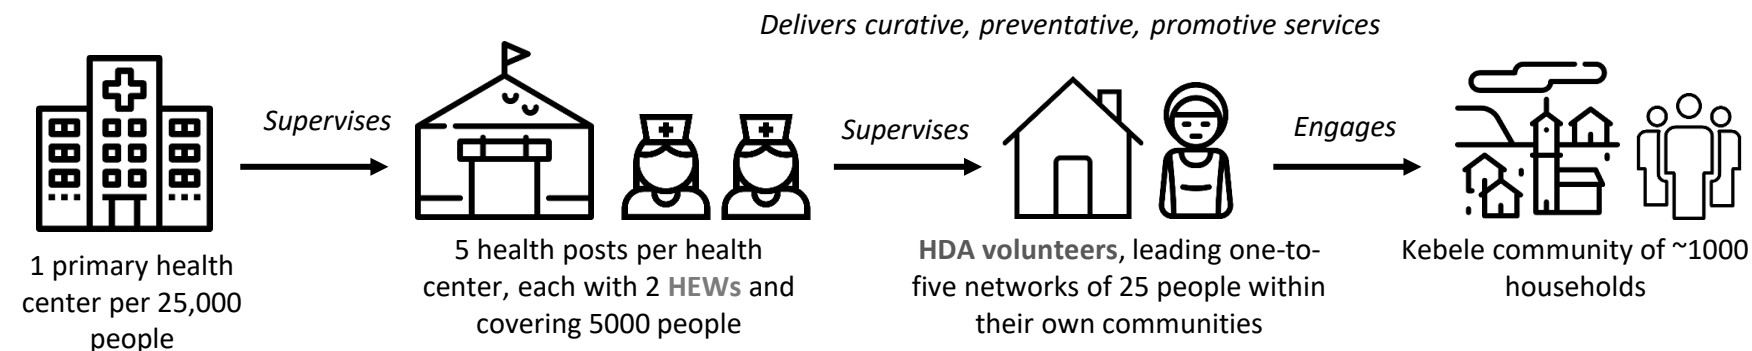 Delivers curative, preventative, promotive services
Supervises
Supervises
Engages
1 primary health
center per 25,000
people
5 health posts per health
center, each with 2 HEWs and
covering 5000 people
HDA volunteers, leading one-to-
five networks of 25 people within
their own communities
Kebele community of ~1000
households